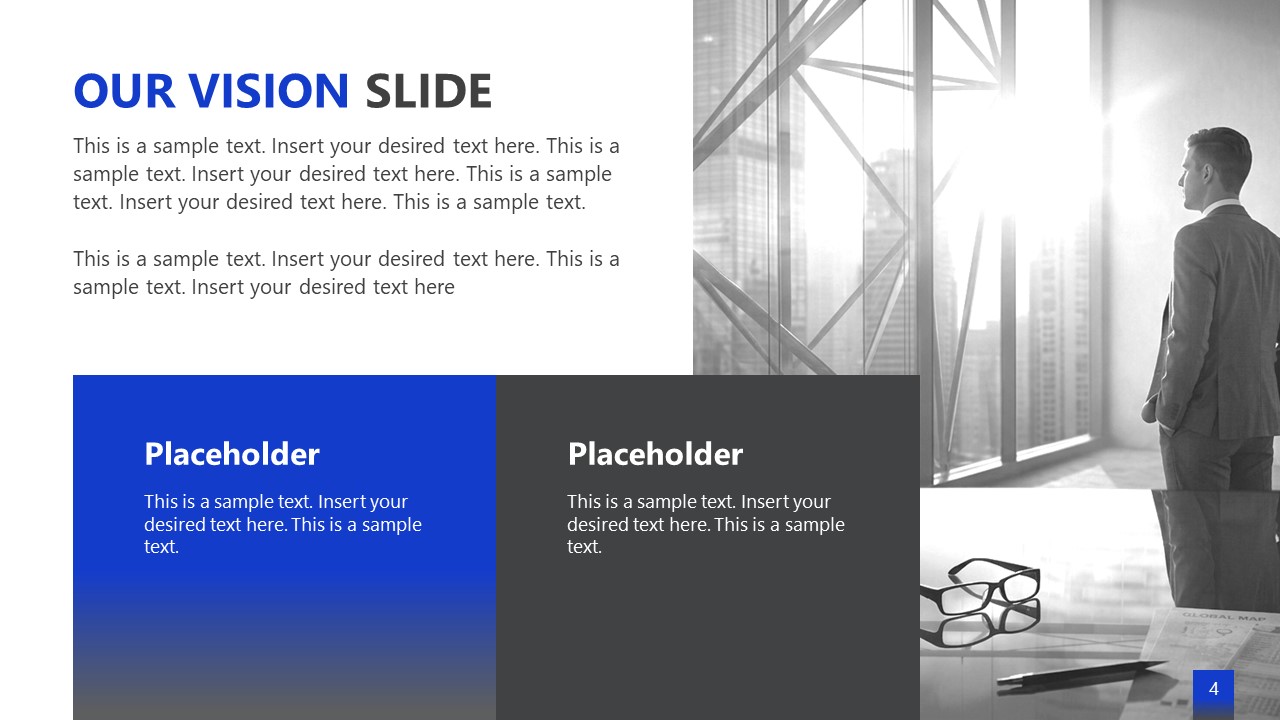 OUR VISION SLIDE
This is a sample text. Insert your desired text here. This is a
sample text. Insert your desired text here. This is a sample
text. Insert your desired text here. This is a sample text.
This is a sample text. Insert your desired text here. This is a
sample text. Insert your desired text here
Placeholder
This is a sample text. Insert your
desired text here. This is a sample
text.
Placeholder
This is a sample text. Insert your
desired text here. This is a sample
text.
GLOBAL MAP
4